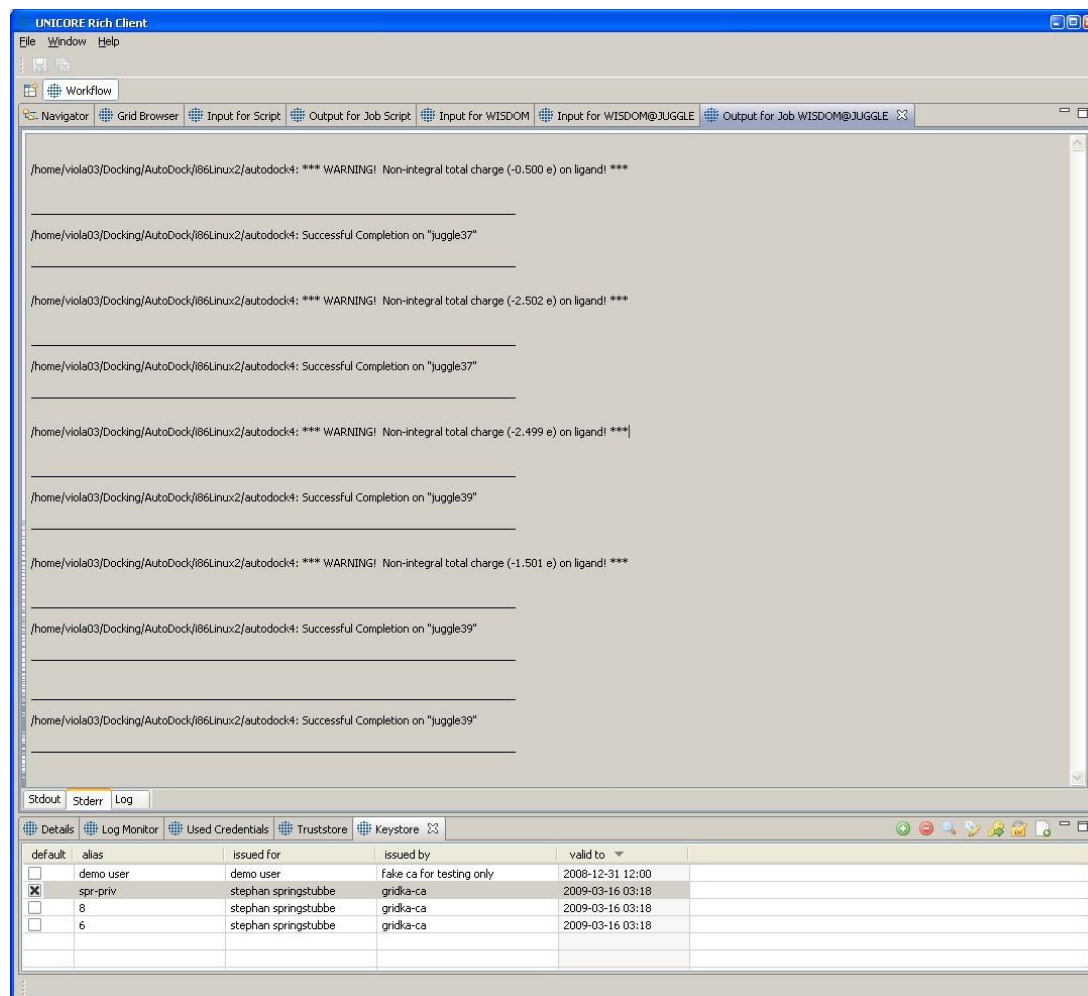 UNICORE Rich Client
File Window Help
Workflow
Navigator Grid Browser Input for Script Output for Job Script Input for WISDOM Input for WISDOM@JUGGLE Output for Job WISDOM@JUGGLE
/home/viola03/Docking/AutoDock/i86Linux2/autodock4: *** WARNING! Non-integral total charge (-0.500 e) on ligand! ***
/home/viola03/Docking/AutoDock/i86Linux2/autodock4: Successful Completion on "juggle37"
/home/viola03/Docking/AutoDock/i86Linux2/autodock4: *** WARNING! Non-integral total charge (-2.502 e) on ligand! ***
/home/viola03/Docking/AutoDock/i86Linux2/autodock4: Successful Completion on "juggle37"
/home/viola03/Docking/AutoDock/i86Linux2/autodock4: *** WARNING! Non-integral total charge (-2.499 e) on ligand! ***
/home/viola03/Docking/AutoDock/i86Linux2/autodock4: Successful Completion on "juggle39"
/home/viola03/Docking/AutoDock/i86Linux2/autodock4: *** WARNING! Non-integral total charge (-1.501 e) on ligand! ***
/home/viola03/Docking/AutoDock/i86Linux2/autodock4: Successful Completion on "juggle39"
/home/viola03/Docking/AutoDock/i86Linux2/autodock4: Successful Completion on "juggle39"
Stdout Stderr Log
Details Log Monitor Used Credentials Truststore Keystore
default alias issued for issued by valid to
demo user demo user fake ca for testing only 2008-12-31 12:00
spr-priv stephan springstubbe gridka-ca 2009-03-16 03:18
8 stephan springstubbe gridka-ca 2009-03-16 03:18
6 stephan springstubbe gridka-ca 2009-03-16 03:18